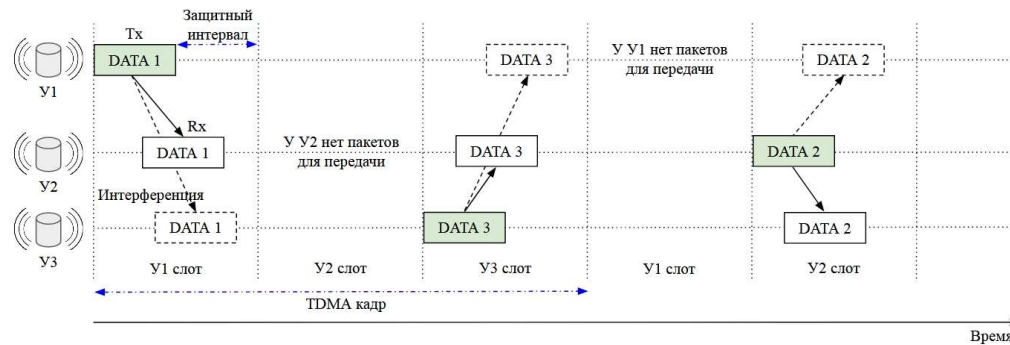 Tx
Защитный
интервал
DATA 1
У1
DATA 3
У У1 нет пакетов
для передачи
DATA 2
Rx
DATA 1
У2
У У2 нет пакетов
для передачи
DATA 3
DATA 2
Интерференция
DATA 1
У3
DATA 3
DATA 2
У1 слот
У2 слот
У3 слот
У1 слот
У2 слот
TDMA кадр
Время